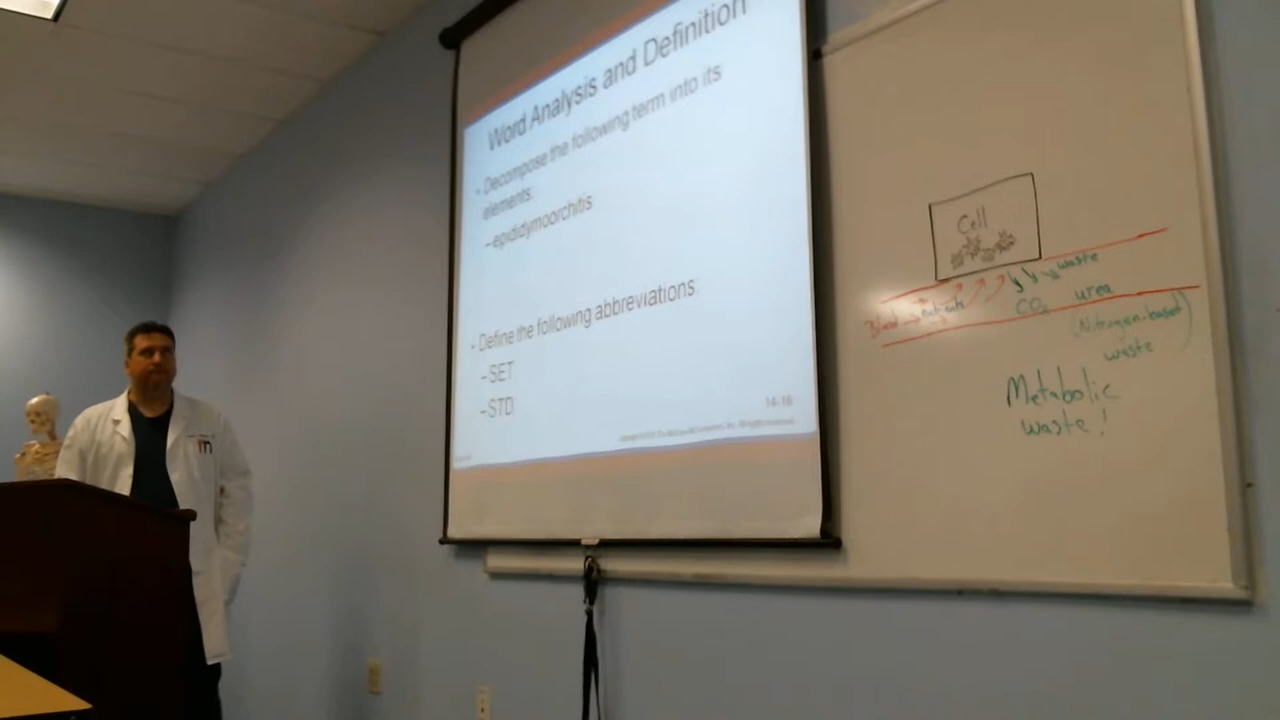 Word Analysis and Definition
• Decompose the following term into its
elements:
–epididymoorchitis
• Define the following abbreviations:
–SET
–STD
14-16
Cell
waste
Blood
CO2
urea
(Nitrogen-based)
waste
Metabolic
waste!